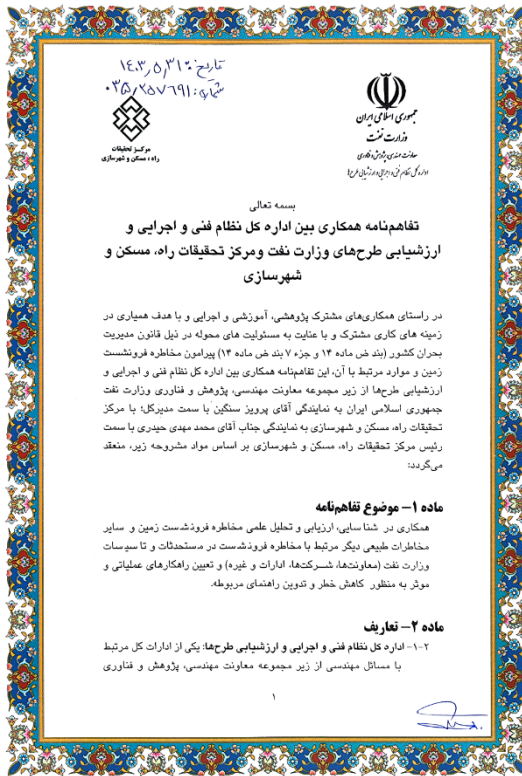 تاریخ: ۱۴۰۳٫۵٫۳۱
شماره: ۰۳۵٫۲۵۷۶۹۱
مرکز تحقیقات
راه، مسکن و شهرسازی
جمهوری اسلامی ایران
وزارت نفت
معاونت مهندسی، پژوهش و فناوری
اداره کل نظام فنی و اجرایی و ارزشیابی طرح‌ها
بسمه تعالی
تفاهم‌نامه همکاری بین اداره کل نظام فنی و اجرایی و
ارزشیابی طرح‌های وزارت نفت ومرکز تحقیقات راه، مسکن و
شهرسازی
در راستای همکاری‌های مشترک پژوهشی، آموزشی و اجرایی و با هدف همیاری در
زمینه های کاری مشترک و با عنایت به مسئولیت های محوله در ذیل قانون مدیریت
بحران کشور (بند ض ماده ۱۴ و جزء ۷ بند ض ماده ۱۴) پیرامون مخاطره فرونشست
زمین و موارد مرتبط با آن، این تفاهم‌نامه همکاری بین اداره کل نظام فنی و اجرایی و
ارزشیابی طرح‌ها از زیر مجموعه معاونت مهندسی، پژوهش و فناوری وزارت نفت
جمهوری اسلامی ایران به نمایندگی آقای پرویز سنگین با سمت مدیرکل؛ با مرکز
تحقیقات راه، مسکن و شهرسازی به نمایندگی جناب آقای محمد مهدی حیدری با سمت
رئیس مرکز تحقیقات راه، مسکن و شهرسازی بر اساس مواد مشروحه زیر، منعقد
می‌گردد:
ماده ۱– موضوع تفاهم‌نامه
همکاری در شناسایی، ارزیابی و تحلیل علمی مخاطره فرونشست زمین و سایر
مخاطرات طبیعی دیگر مرتبط با مخاطره فرونشست در مستحدثات و تاسیسات
وزارت نفت (معاونت‌ها، شرکت‌ها، ادارات و غیره) و تعیین راهکارهای عملیاتی و
موثر به منظور کاهش خطر و تدوین راهنمای مربوطه.
ماده ۲– تعاریف
۲-۱- اداره کل نظام فنی و اجرایی و ارزشیابی طرح‌ها: یکی از ادارات کل مرتبط
با مسائل مهندسی از زیر مجموعه معاونت مهندسی، پژوهش و فناوری
۱